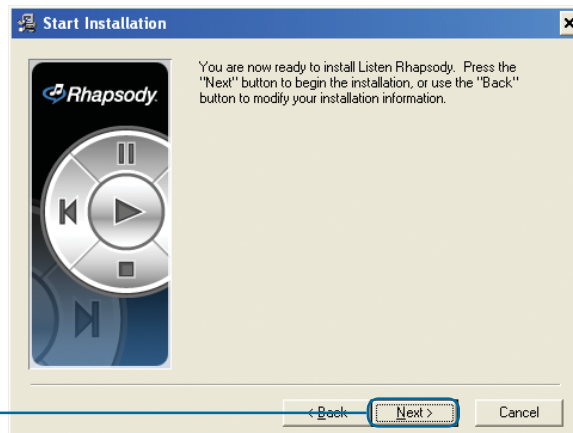 Start Installation
Rhapsody.
You are now ready to install Listen Rhapsody. Press the
"Next" button to begin the installation, or use the "Back"
button to modify your installation information.
< Back
Next >
Cancel